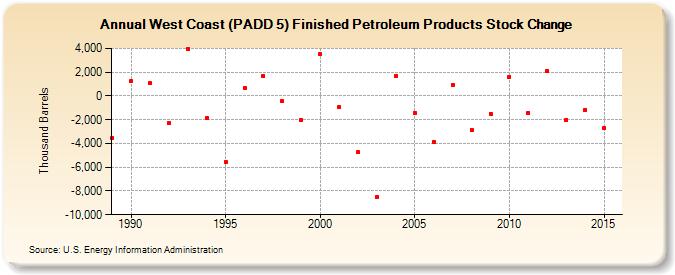 Annual West Coast (PADD 5) Finished Petroleum Products Stock Change
Thousand Barrels
4,000
2,000
0
-2,000
-4,000
-6,000
-8,000
-10,000
1990 1995 2000 2005 2010 2015
Source: U.S. Energy Information Administration